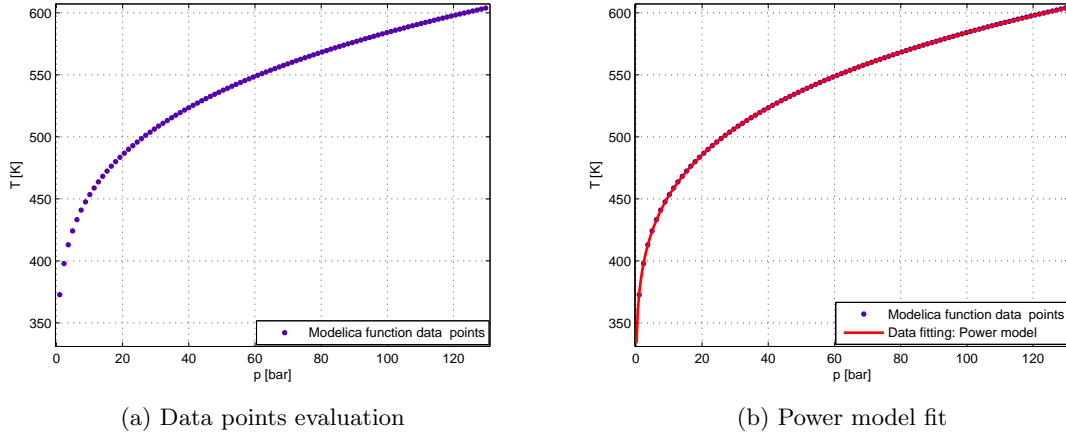 600
550
500
450
400
350
T [K]
0 20 40 60 80 100 120
p [bar]
Modelica function data points
(a) Data points evaluation
600
550
500
450
400
350
T [K]
0 20 40 60 80 100 120
p [bar]
Modelica function data points
Data fitting: Power model
(b) Power model fit